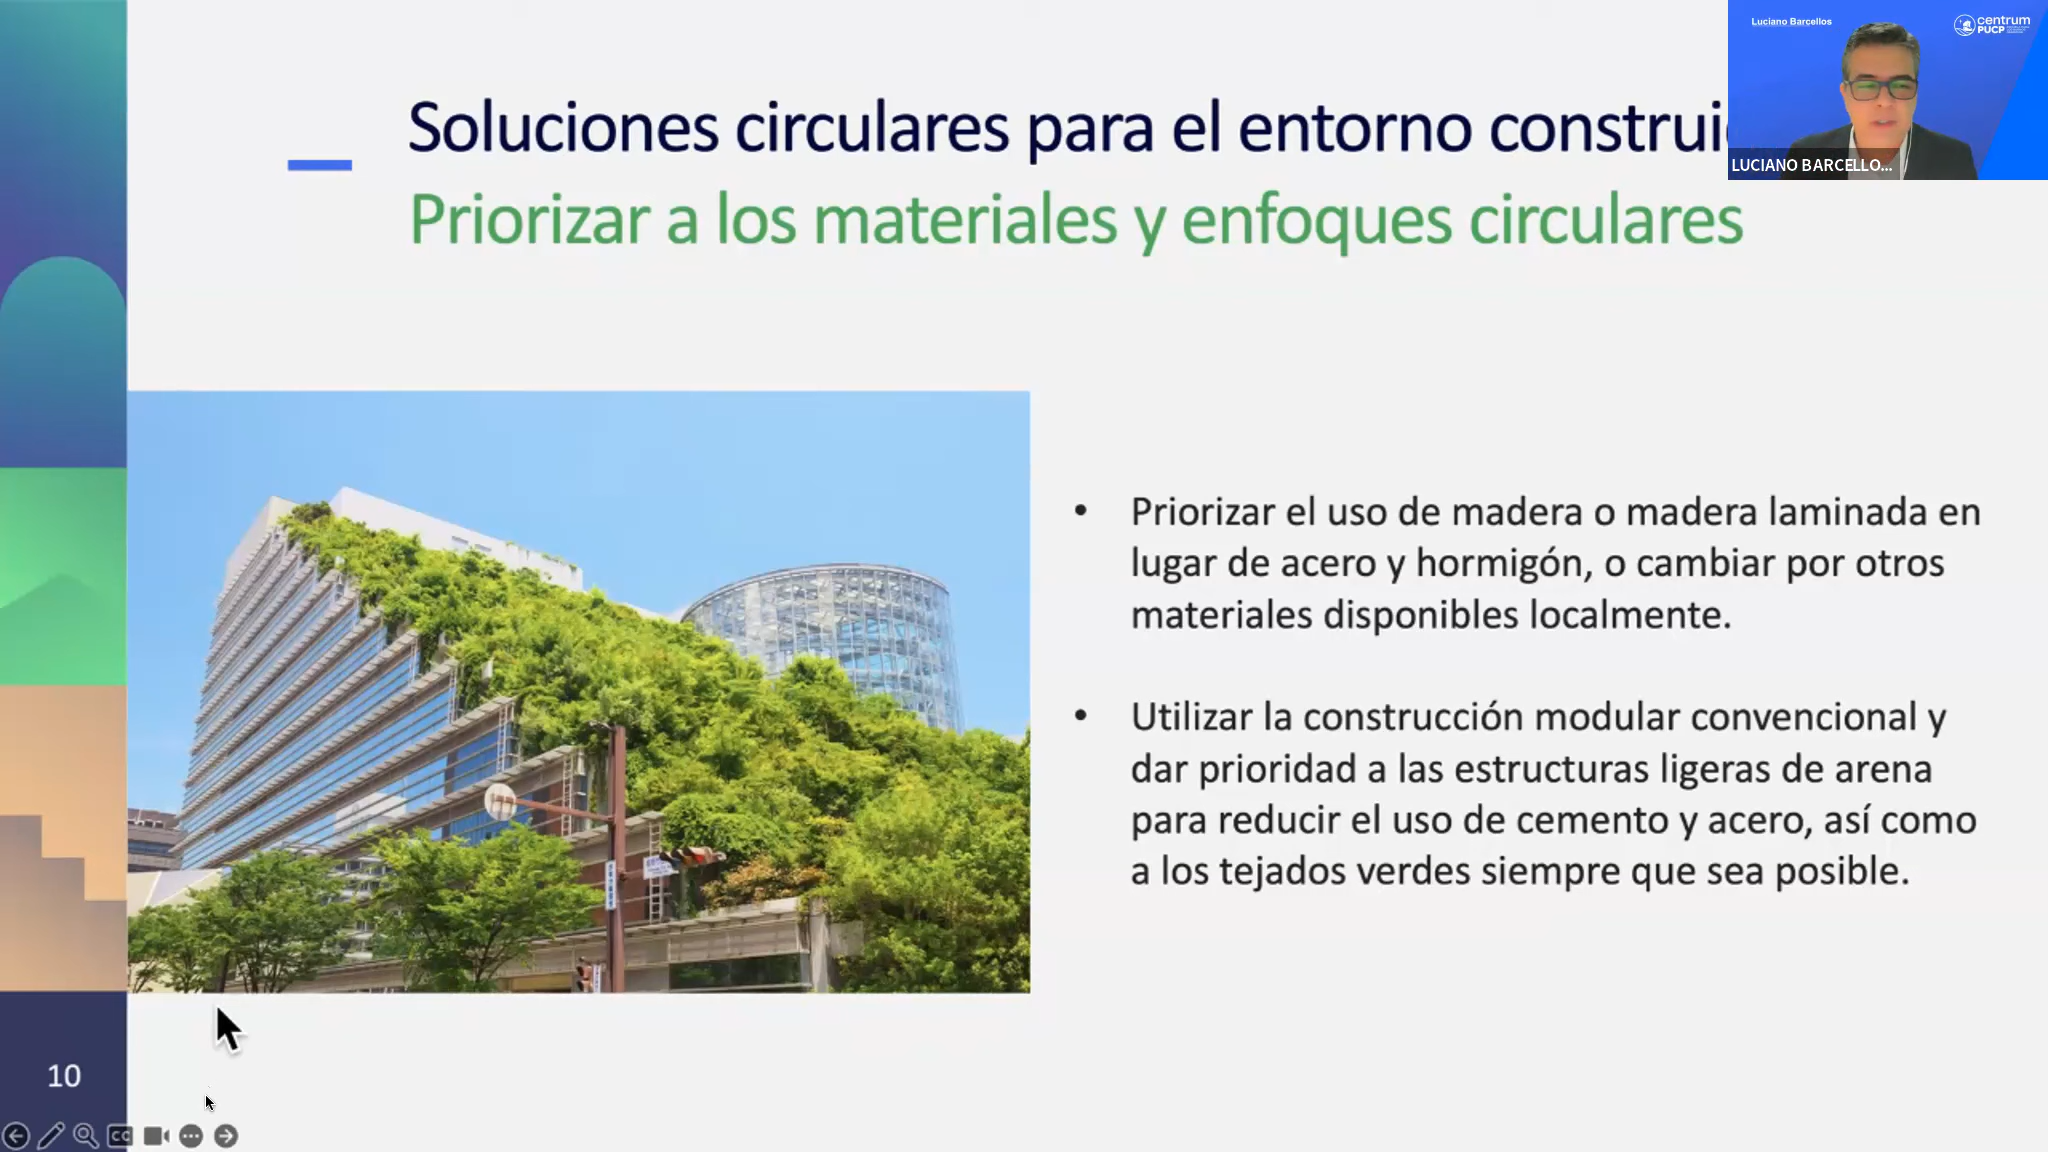 Luciano Barcellos
centrum
PUCP
LUCIANO BARCELLO...
Soluciones circulares para el entorno construi
Priorizar a los materiales y enfoques circulares
• Priorizar el uso de madera o madera laminada en
lugar de acero y hormigón, o cambiar por otros
materiales disponibles localmente.
• Utilizar la construcción modular convencional y
dar prioridad a las estructuras ligeras de arena
para reducir el uso de cemento y acero, así como
a los tejados verdes siempre que sea posible.
10
CC